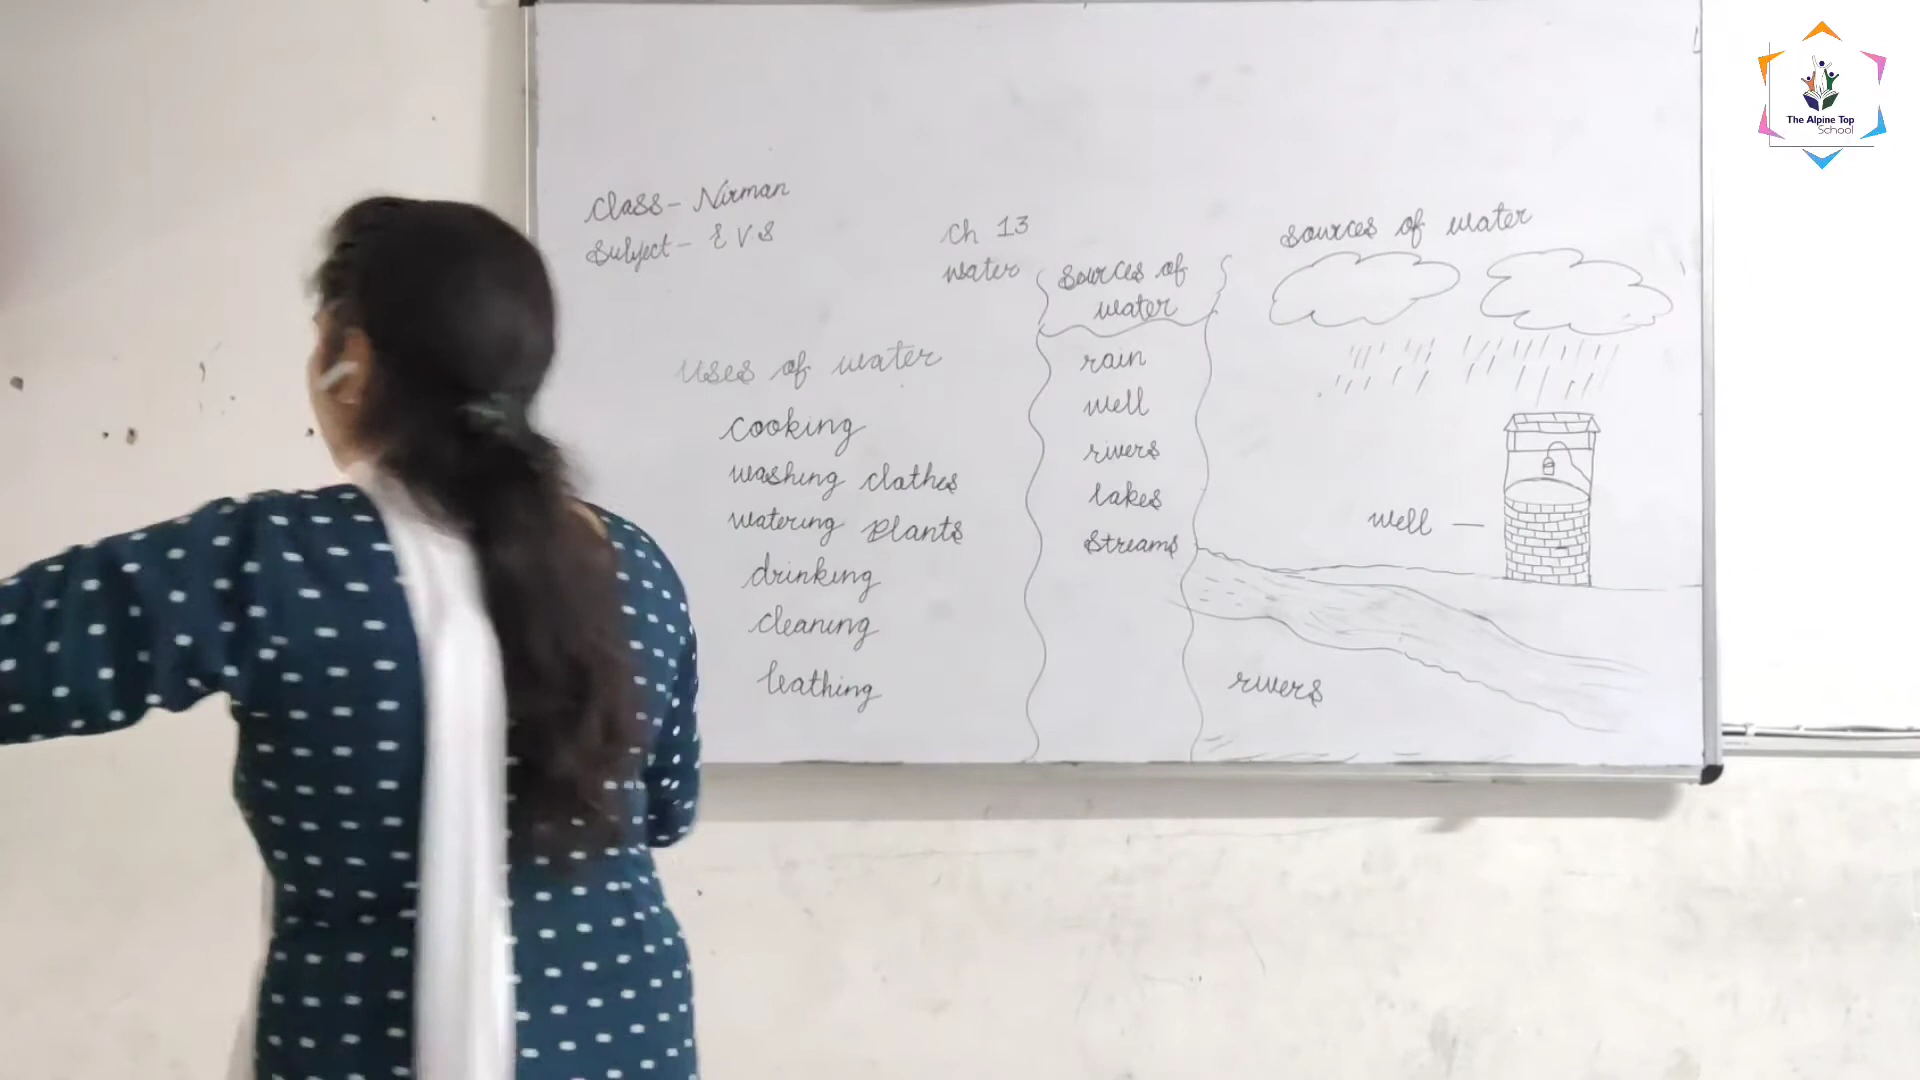 Class - Nirman
Subject - EVS
Ch 13
water
Uses of water
cooking
washing clothes
watering plants
drinking
cleaning
bathing
Sources of
water
rain
well
rivers
lakes
streams
Sources of water
well —
rivers
The Alpine Top
School